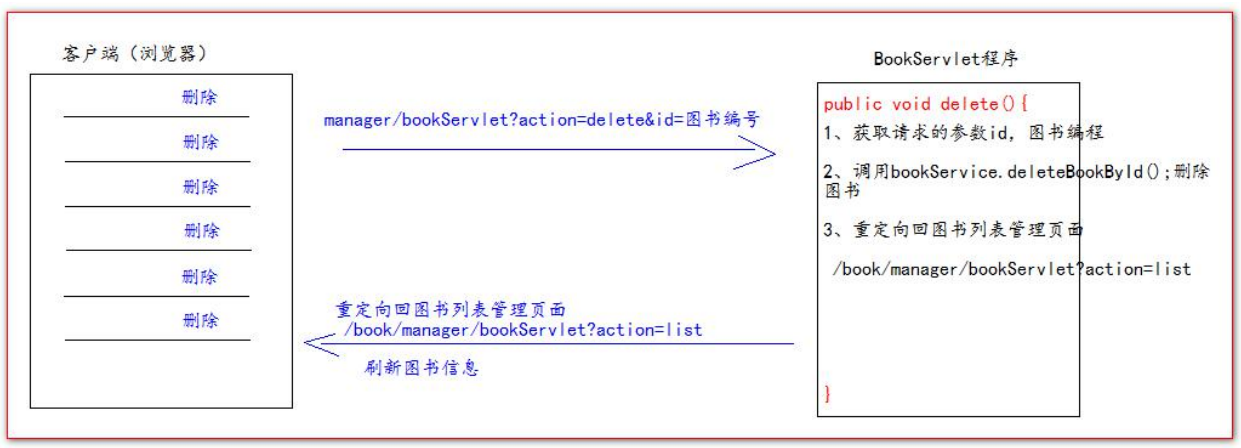 客户端（浏览器）
删除
删除
删除
删除
删除
删除
manager/bookServlet?action=delete&id=图书编号
重定向回图书列表管理页面
/book/manager/bookServlet?action=list
刷新图书信息
BookServlet程序
public void delete(){
1、获取请求的参数id，图书编程
2、调用bookService.deleteBookById();删除
图书
3、重定向回图书列表管理页面
/book/manager/bookServlet?action=list
}